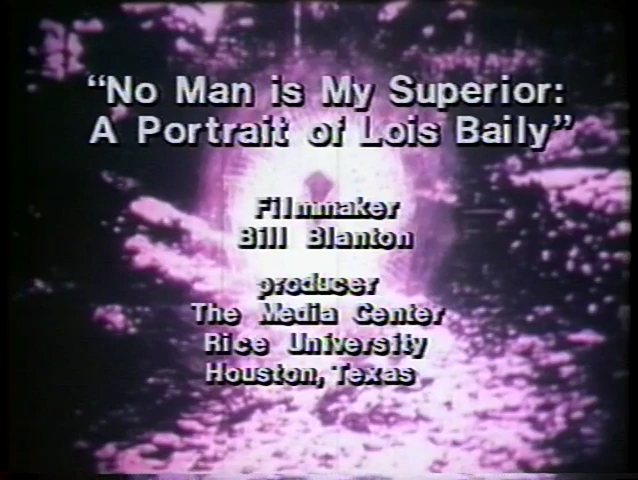 “No Man is My Superior:
A Portrait of Lois Baily”
Filmmaker
Bill Blanton
producer
The Media Center
Rice University
Houston, Texas